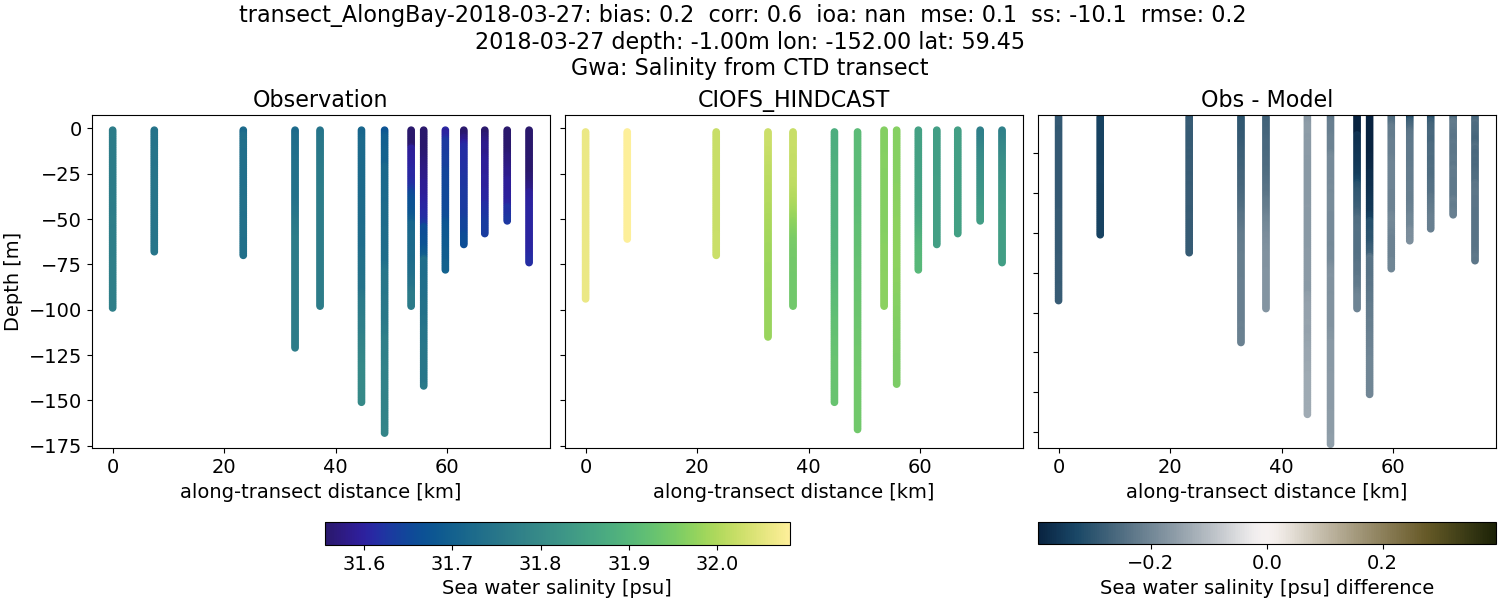 transect_AlongBay-2018-03-27: bias: 0.2  corr: 0.6  ioa: nan  mse: 0.1  ss: -10.1  rmse: 0.2
2018-03-27 depth: -1.00m lon: -152.00 lat: 59.45
Gwa: Salinity from CTD transect
Observation
CIOFS_HINDCAST
Obs - Model
Depth [m]
0
−25
−50
−75
−100
−125
−150
−175
0 20 40 60
0 20 40 60
0 20 40 60
along-transect distance [km]
along-transect distance [km]
along-transect distance [km]
31.6 31.7 31.8 31.9 32.0
Sea water salinity [psu]
−0.2 0.0 0.2
Sea water salinity [psu] difference